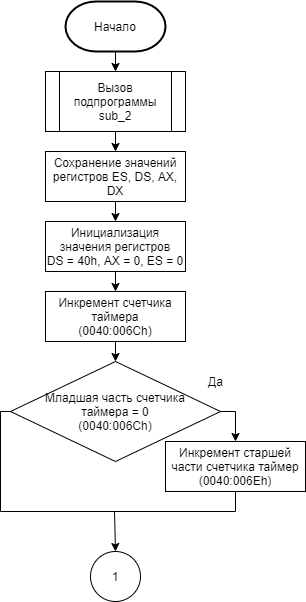 Начало
Вызов
подпрограммы
sub_2
Сохранение значений
регистров ES, DS, AX,
DX
Инициализация
значения регистров
DS = 40h, AX = 0, ES = 0
Инкремент счетчика
таймера
(0040:006Ch)
Младшая часть счетчика
таймера = 0
(0040:006Ch)
Да
Инкремент старшей
части счетчика таймер
(0040:006Eh)
1